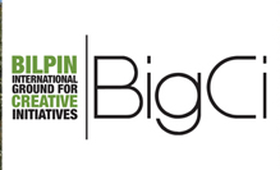 BILPIN
INTERNATIONAL
GROUND FOR
CREATIVE
INITIATIVES
BigCi